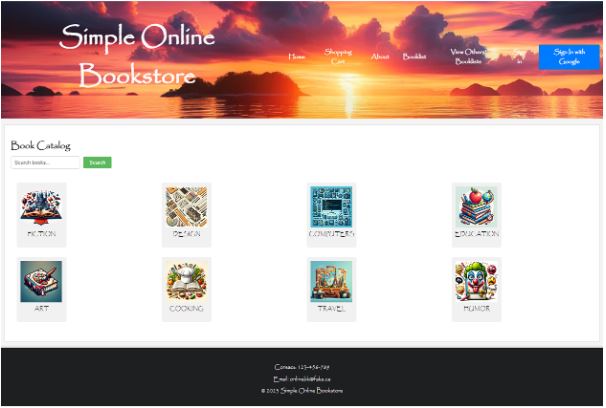 Simple Online
Bookstore
Home
Shopping
Cart
About
Booklist
View Others'
Booklists
Sign
in
Sign In with
Google
Book Catalog
Search books...
Search
FICTION
DESIGN
COMPUTERS
EDUCATION
ART
COOKING
TRAVEL
HUMOR
Contact: 123-456-789
Email: onlinebk@fake.ca
© 2023 Simple Online Bookstore